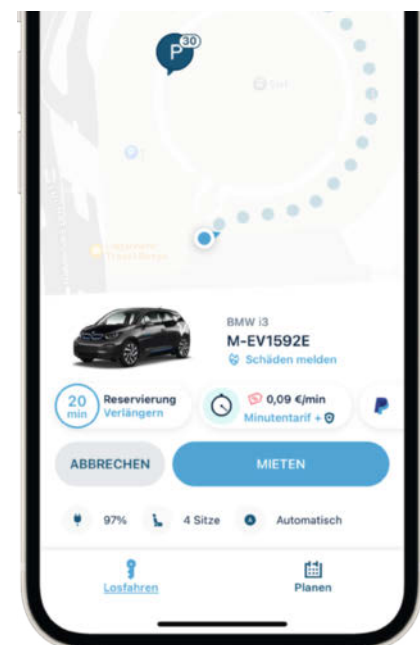 P
30
BMW i3
M-EV1592E
Schäden melden
20
min
Reservierung
Verlängern
0,09 €/min
Minutentarif +
ABBRECHEN
MIETEN
97%
4 Sitze
A
Automatisch
Losfahren
Planen